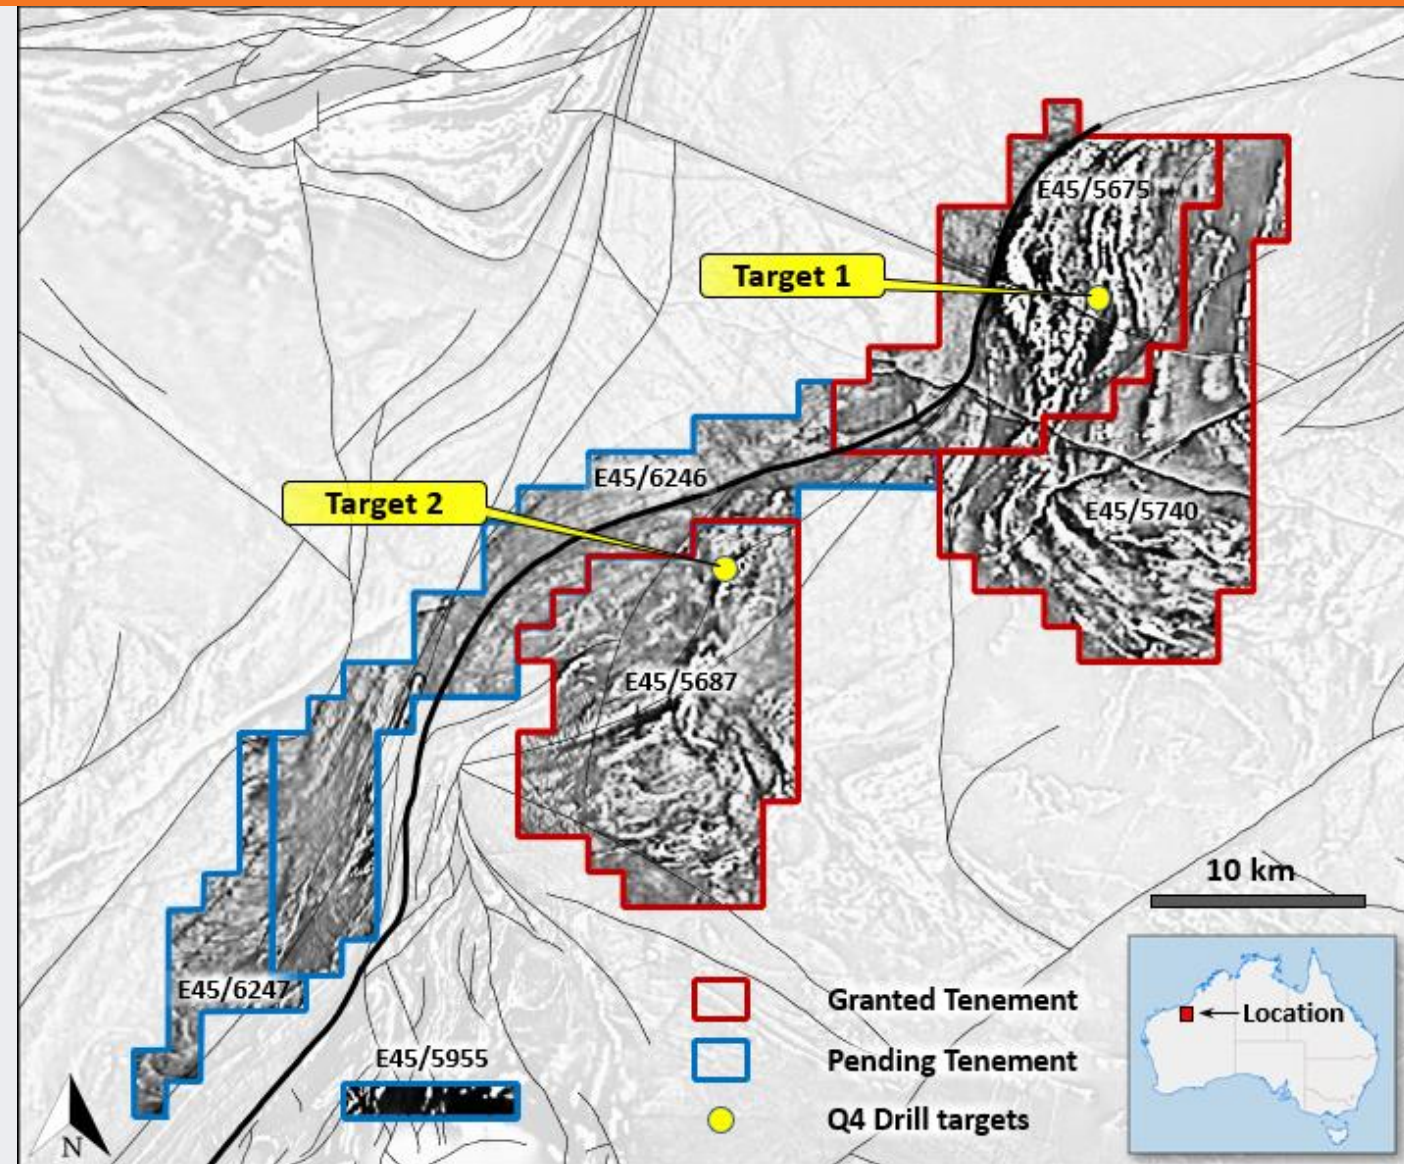 E45/5675
Target 1
E45/6246
Target 2
E45/5740
E45/5687
10 km
E45/6247
Granted Tenement
Location
E45/5955
Pending Tenement
Q4 Drill targets
N